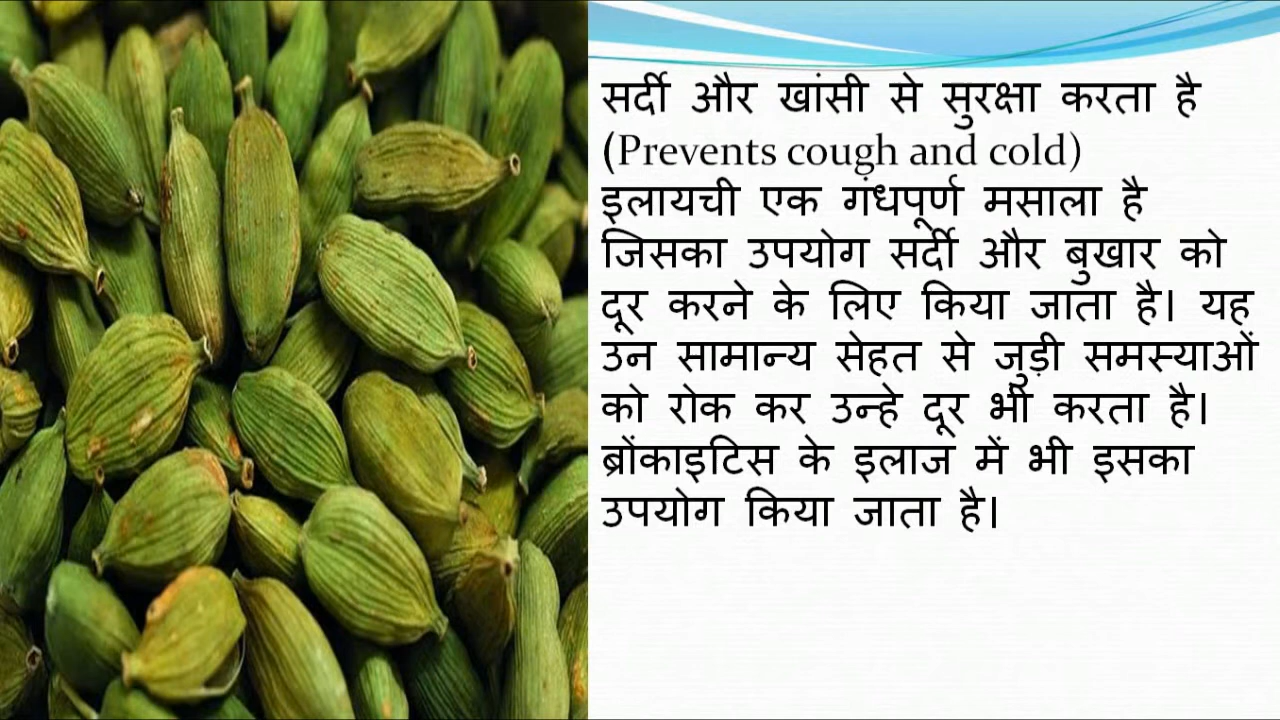 सर्दी और खांसी से सुरक्षा करता है
(Prevents cough and cold)
इलायची एक गंधपूर्ण मसाला है
जिसका उपयोग सर्दी और बुखार को
दूर करने के लिए किया जाता है। यह
उन सामान्य सेहत से जुड़ी समस्याओं
को रोक कर उन्हे दूर भी करता है।
ब्रोंकाइटिस के इलाज में भी इसका
उपयोग किया जाता है।